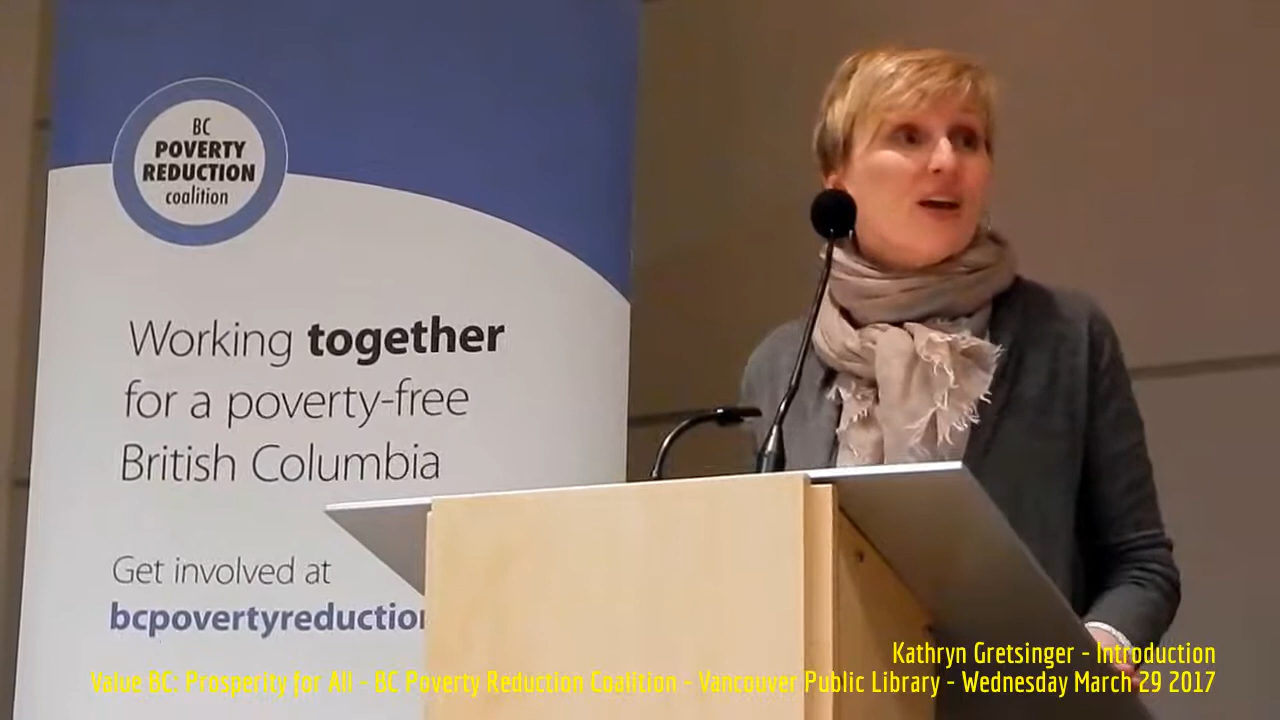 BC
POVERTY
REDUCTION
coalition
Working together
for a poverty-free
British Columbia
Get involved at
bcpovertyreduction
Kathryn Gretsinger - Introduction
Value BC: Prosperity for All - BC Poverty Reduction Coalition - Vancouver Public Library - Wednesday March 29 2017